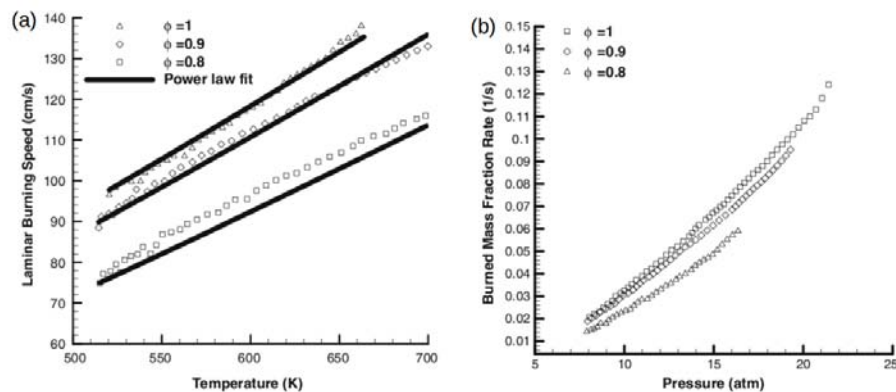 (a)
△ ϕ=1
◇ ϕ=0.9
□ ϕ=0.8
Power law fit
Laminar Burning Speed (cm/s)
140
130
120
110
100
90
80
70
60
500 550 600 650 700
Temperature (K)
(b)
□ ϕ=1
◇ ϕ=0.9
△ ϕ=0.8
Burned Mass Fraction Rate (1/s)
0.15
0.14
0.13
0.12
0.11
0.1
0.09
0.08
0.07
0.06
0.05
0.04
0.03
0.02
0.01
5 10 15 20 25
Pressure (atm)